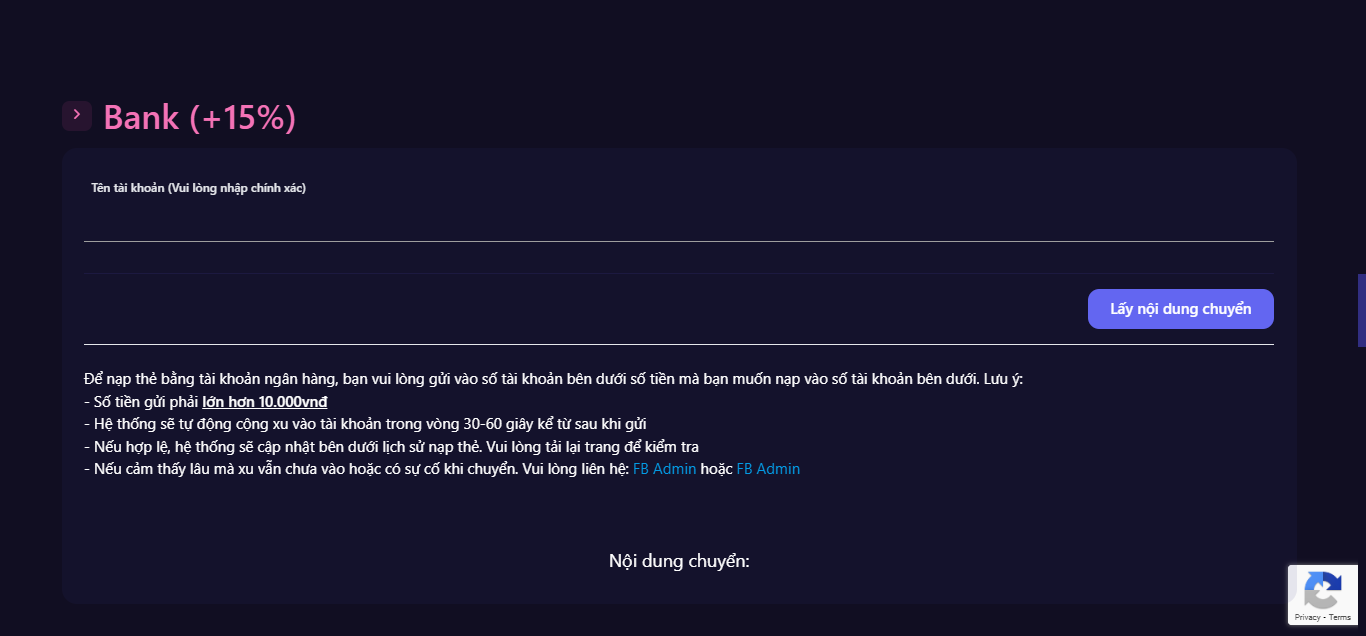 Bank (+15%)
Tên tài khoản (Vui lòng nhập chính xác)
Lấy nội dung chuyển
Để nạp thẻ bằng tài khoản ngân hàng, bạn vui lòng gửi vào số tài khoản bên dưới số tiền mà bạn muốn nạp vào số tài khoản bên dưới. Lưu ý:
- Số tiền gửi phải lớn hơn 10.000vnđ
- Hệ thống sẽ tự động cộng xu vào tài khoản trong vòng 30-60 giây kể từ sau khi gửi
- Nếu hợp lệ, hệ thống sẽ cập nhật bên dưới lịch sử nạp thẻ. Vui lòng tải lại trang để kiểm tra
- Nếu cảm thấy lâu mà xu vẫn chưa vào hoặc có sự cố khi chuyển. Vui lòng liên hệ: FB Admin hoặc FB Admin
Nội dung chuyển:
Privacy - Terms